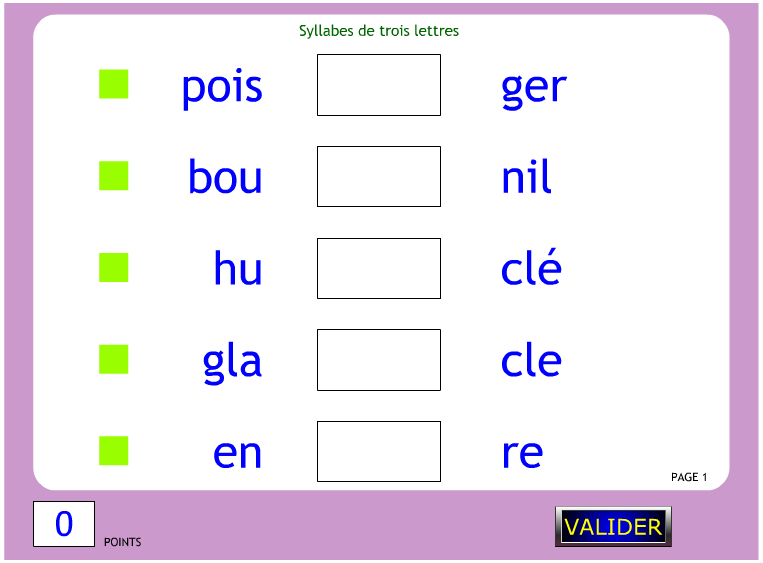 Syllabes de trois lettres
pois ger
bou nil
hu clé
gla cle
en re
PAGE 1
0 POINTS
VALIDER